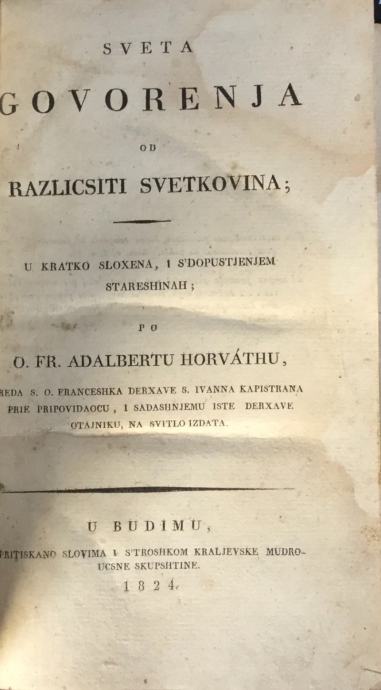 SVETA
GOVORENJA
OD
RAZLICSITI SVETKOVINA;
U KRATKO SLOXENA, I S'DOPUSTJENJEM
STARESHINAH;
PO
O. FR. ADALBERTU HORVÁTHU,
REDA S. O. FRANCESHKA DERXAVE S. IVANNA KAPISTRANA
PRIE PRIPOVIDAOCU, I SADASHNJEMU ISTE DERXAVE
OTAJNIKU, NA SVITLO IZDATA.
U BUDIMU,
PRITISKANO SLOVIMA I S'TROSHKOM KRALJEVSKE MUDRO-
UCSNE SKUPSHTINE.
1824.